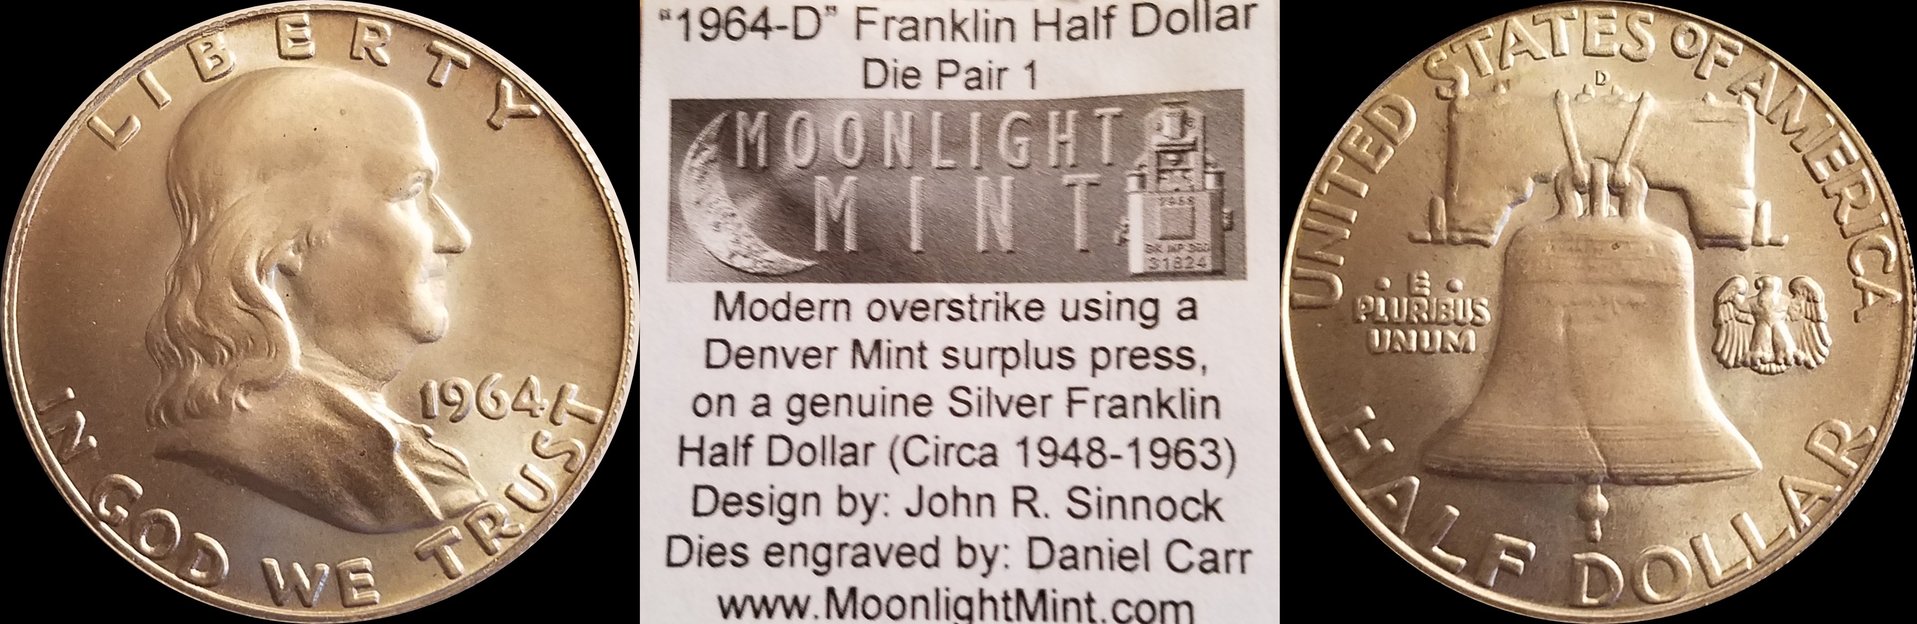 LIBERTY
1964
IN GOD WE TRUST
“1964-D” Franklin Half Dollar
Die Pair 1
MOONLIGHT
MINT
31824
Modern overstrike using a
Denver Mint surplus press,
on a genuine Silver Franklin
Half Dollar (Circa 1948-1963)
Design by: John R. Sinnock
Dies engraved by: Daniel Carr
www.MoonlightMint.com
UNITED STATES OF AMERICA
D
· E ·
PLURIBUS
UNUM
HALF DOLLAR